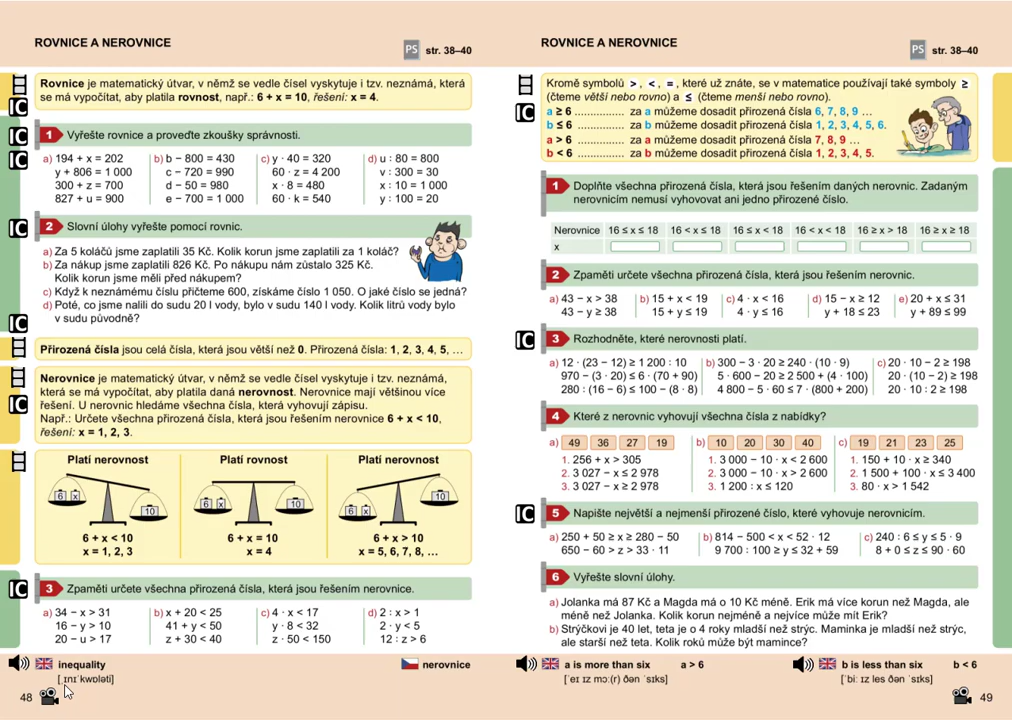 ROVNICE A NEROVNICE
PS str. 38–40
Rovnice je matematický útvar, v němž se vedle čísel vyskytuje i tzv. neznámá, která
se má vypočítat, aby platila rovnost, např.: 6 + x = 10, řešení: x = 4.
1 Vyřešte rovnice a proveďte zkoušky správnosti.
a) 194 + x = 202 b) b − 800 = 430 c) y · 40 = 320 d) u : 80 = 800
y + 806 = 1 000 c − 720 = 990 60 · z = 4 200 v : 300 = 30
300 + z = 700 d − 50 = 980 x · 8 = 480 x : 10 = 1 000
827 + u = 900 e − 700 = 1 000 60 · k = 540 y : 100 = 20
2 Slovní úlohy vyřešte pomocí rovnic.
a) Za 5 koláčů jsme zaplatili 35 Kč. Kolik korun jsme zaplatili za 1 koláč?
b) Za nákup jsme zaplatili 826 Kč. Po nákupu nám zůstalo 325 Kč.
Kolik korun jsme měli před nákupem?
c) Když k neznámému číslu přičteme 600, získáme číslo 1 050. O jaké číslo se jedná?
d) Poté, co jsme nalili do sudu 20 l vody, bylo v sudu 140 l vody. Kolik litrů vody bylo
v sudu původně?
Přirozená čísla jsou celá čísla, která jsou větší než 0. Přirozená čísla: 1, 2, 3, 4, 5, …
Nerovnice je matematický útvar, v němž se vedle čísel vyskytuje i tzv. neznámá,
která se má vypočítat, aby platila daná nerovnost. Nerovnice mají většinou více
řešení. U nerovnic hledáme všechna čísla, která vyhovují zápisu.
Např.: Určete všechna přirozená čísla, která jsou řešením nerovnice 6 + x < 10,
řešení: x = 1, 2, 3.
Platí nerovnost Platí rovnost Platí nerovnost
6 x 10 6 x 10 6 x 10
6 + x < 10 6 + x = 10 6 + x > 10
x = 1, 2, 3 x = 4 x = 5, 6, 7, 8, …
3 Zpaměti určete všechna přirozená čísla, která jsou řešením nerovnice.
a) 34 − x > 31 b) x + 20 < 25 c) 4 · x < 17 d) 2 : x > 1
16 − y > 10 41 + y < 50 y · 8 < 32 2 · y < 5
20 − u > 17 z + 30 < 40 z · 50 < 150 12 : z > 6
inequality nerovnice
[ˌɪnɪˈkwɒləti]
48
ROVNICE A NEROVNICE
PS str. 38–40
Kromě symbolů > , < , = , které už znáte, se v matematice používají také symboly ≥
(čteme větší nebo rovno) a ≤ (čteme menší nebo rovno).
a ≥ 6 ............... za a můžeme dosadit přirozená čísla 6, 7, 8, 9 …
b ≤ 6 ............... za b můžeme dosadit přirozená čísla 1, 2, 3, 4, 5, 6.
a > 6 ............... za a můžeme dosadit přirozená čísla 7, 8, 9 …
b < 6 ............... za b můžeme dosadit přirozená čísla 1, 2, 3, 4, 5.
1 Doplňte všechna přirozená čísla, která jsou řešením daných nerovnic. Zadaným
nerovnicím nemusí vyhovovat ani jedno přirozené číslo.
Nerovnice 16 ≤ x ≤ 18 16 < x ≤ 18 16 ≤ x < 18 16 < x < 18 16 ≥ x > 18 16 ≥ x ≥ 18
x
2 Zpaměti určete všechna přirozená čísla, která jsou řešením nerovnic.
a) 43 − x > 38 b) 15 + x < 19 c) 4 · x < 16 d) 15 − x ≥ 12 e) 20 + x ≤ 31
43 − y ≥ 38 15 + y ≤ 19 4 · y ≤ 16 y + 18 ≤ 23 y + 89 ≤ 99
3 Rozhodněte, které nerovnosti platí.
a) 12 · (23 − 12) ≥ 1 200 : 10 b) 300 − 3 · 20 ≥ 240 · (10 · 9) c) 20 · 10 − 2 ≥ 198
970 − (3 · 20) ≤ 6 · (70 + 90) 5 · 600 − 20 ≥ 2 500 + (4 · 100) 20 · (10 − 2) ≥ 198
280 : (16 − 6) ≤ 100 − (8 · 8) 4 800 − 5 · 60 ≤ 7 · (800 + 200) 20 · 10 : 2 ≥ 198
4 Které z nerovnic vyhovují všechna čísla z nabídky?
a) 49 36 27 19 b) 10 20 30 40 c) 19 21 23 25
1. 256 + x > 305 1. 3 000 − 10 · x < 2 600 1. 150 + 10 · x ≥ 340
2. 3 027 − x ≤ 2 978 2. 3 000 − 10 · x > 2 600 2. 1 500 + 100 · x ≤ 3 400
3. 3 027 − x ≥ 2 978 3. 1 200 : x ≤ 120 3. 80 · x > 1 542
5 Napište největší a nejmenší přirozené číslo, které vyhovuje nerovnicím.
a) 250 + 50 ≥ x ≥ 280 − 50 b) 814 − 500 < x < 52 · 12 c) 240 : 6 ≤ y ≤ 5 · 9
650 − 60 > z > 33 · 11 9 700 : 100 ≥ y ≤ 32 + 59 8 + 0 ≤ z ≤ 90 · 60
6 Vyřešte slovní úlohy.
a) Jolanka má 87 Kč a Magda má o 10 Kč méně. Erik má více korun než Magda, ale
méně než Jolanka. Kolik korun nejméně a nejvíce může mít Erik?
b) Strýčkovi je 40 let, teta je o 4 roky mladší než strýc. Maminka je mladší než strýc,
ale starší než teta. Kolik roků může být mamince?
a is more than six a > 6 b is less than six b < 6
[ˈeɪ ɪz mɔː(r) ðən ˈsɪks] [ˈbiː ɪz les ðən ˈsɪks]
49